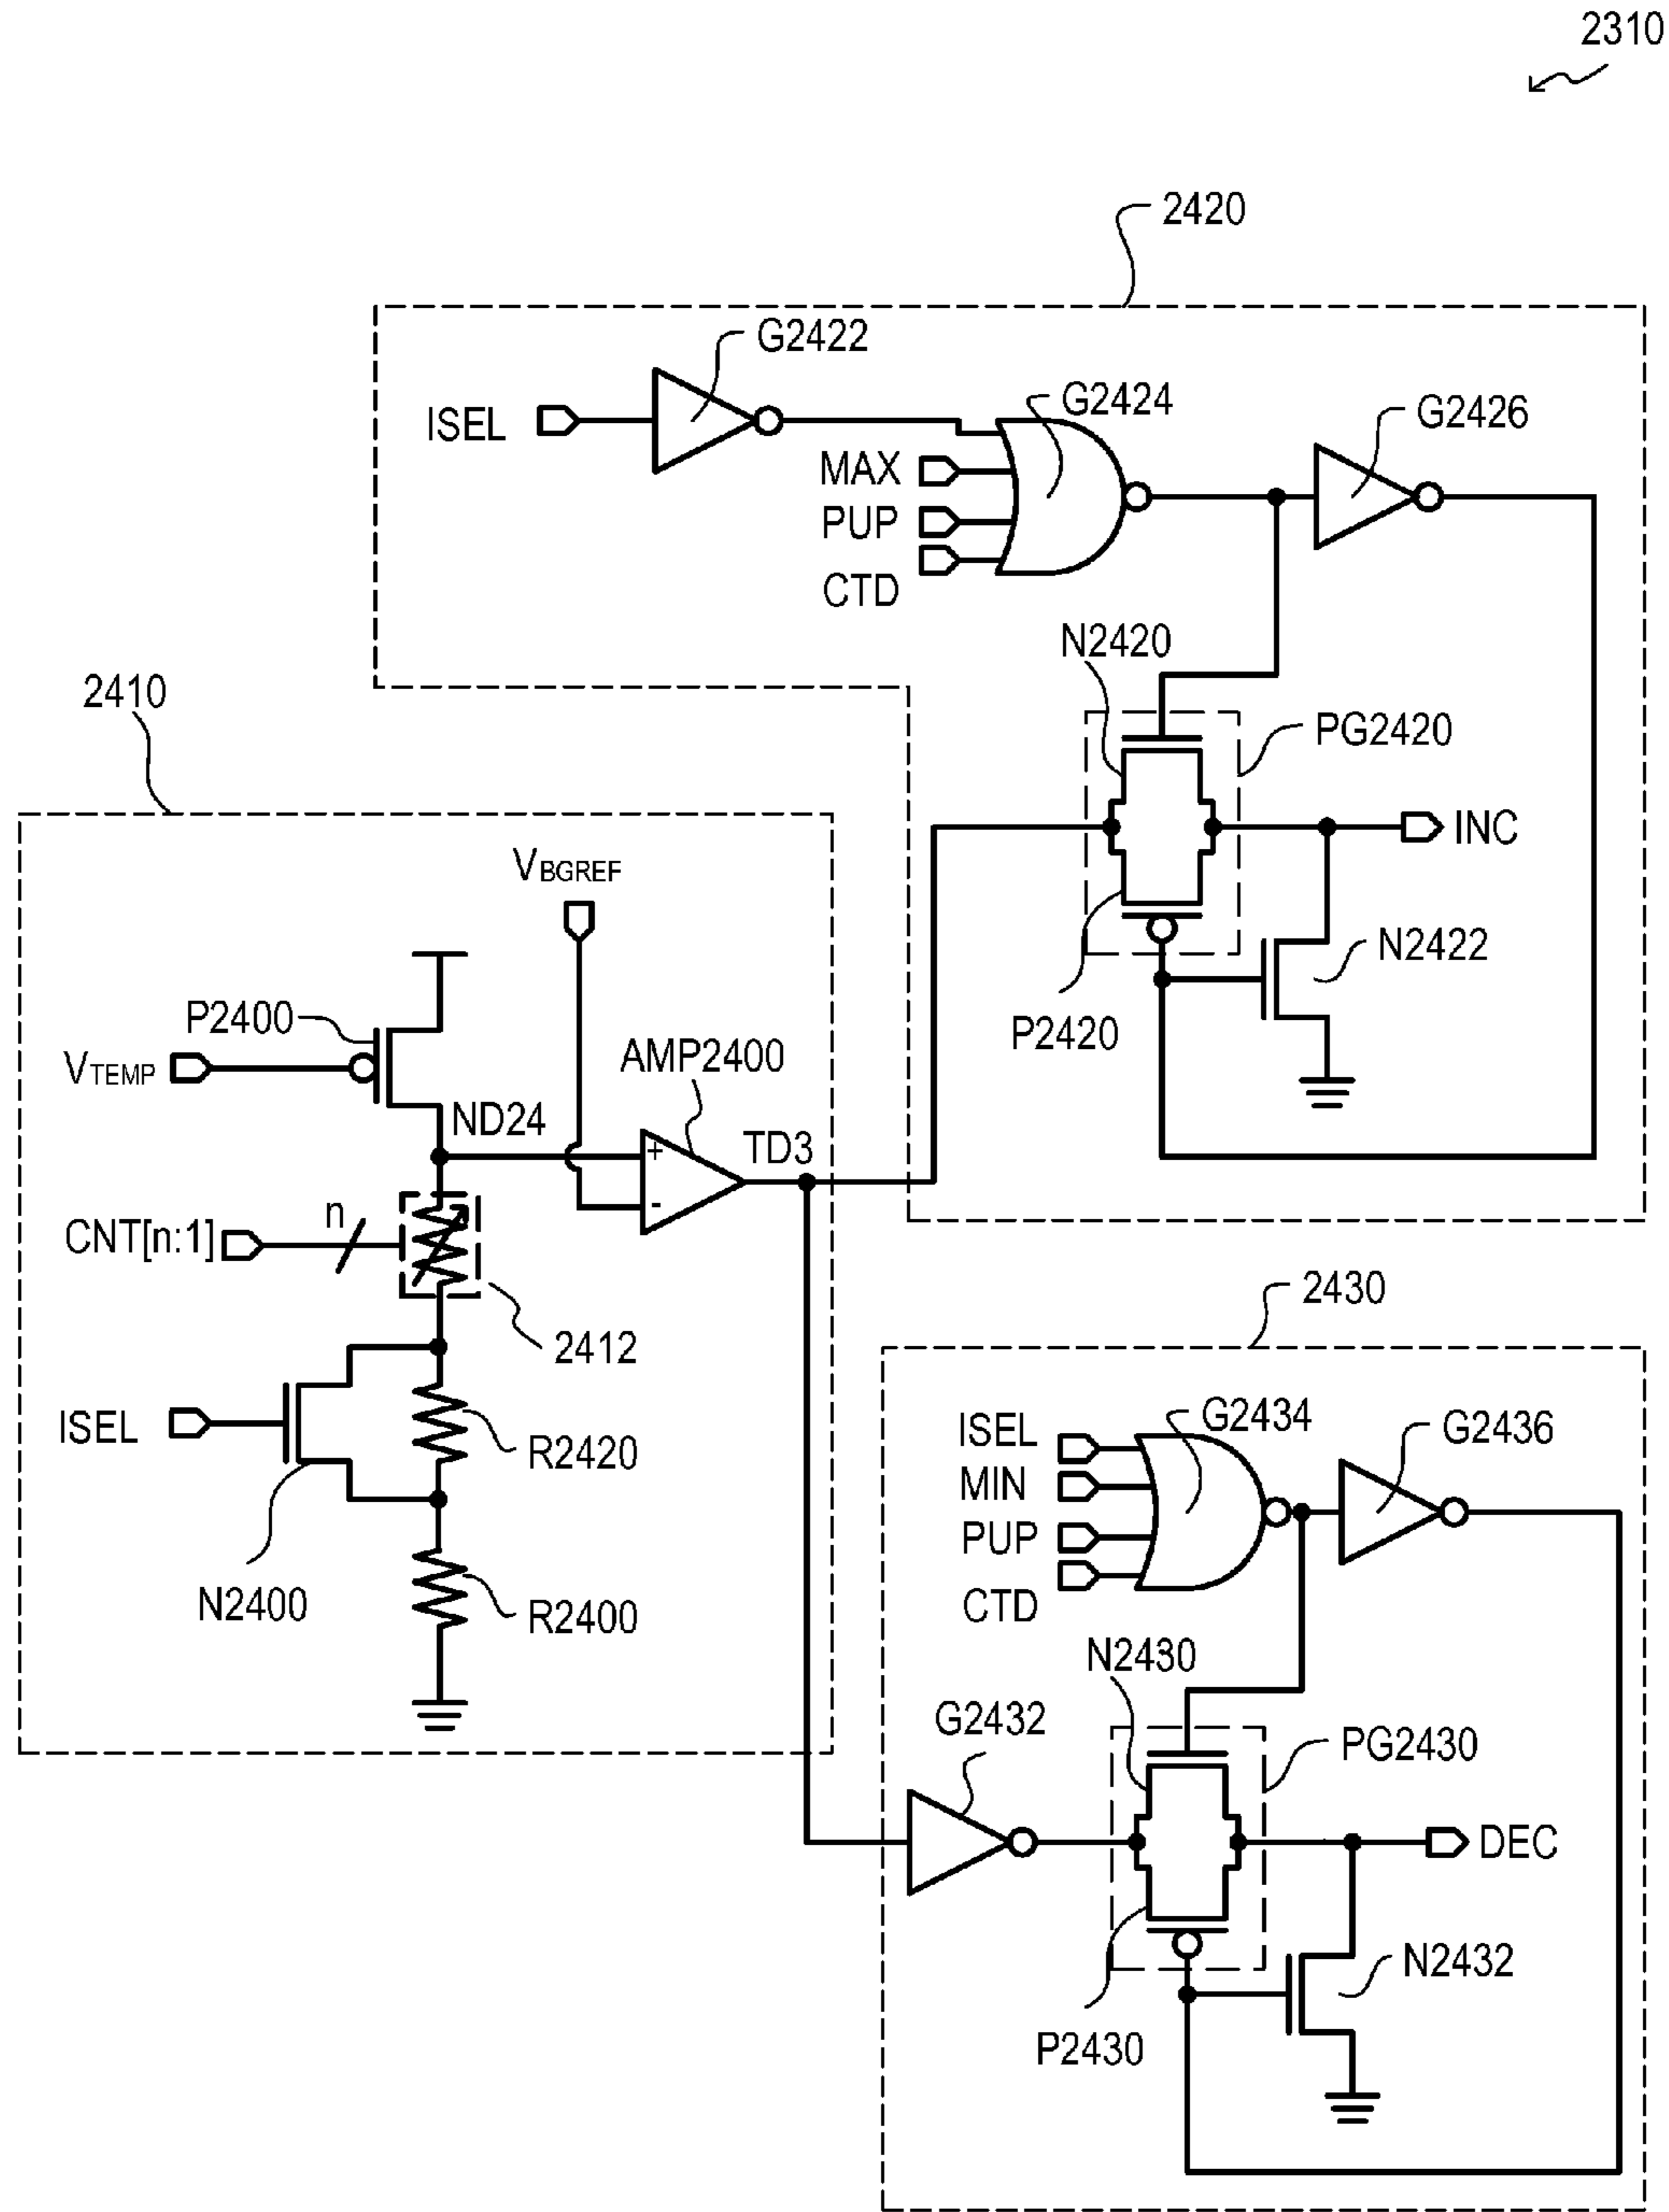 2310
2420
G2422
ISEL
G2424
G2426
MAX
PUP
CTD
N2420
PG2420
INC
N2422
P2420
2410
VBGREF
P2400
VTEMP
AMP2400
ND24
TD3
+
-
CNT[n:1]
n
2412
ISEL
R2420
N2400
R2400
2430
ISEL
MIN
PUP
CTD
G2434
G2436
N2430
G2432
PG2430
DEC
N2432
P2430